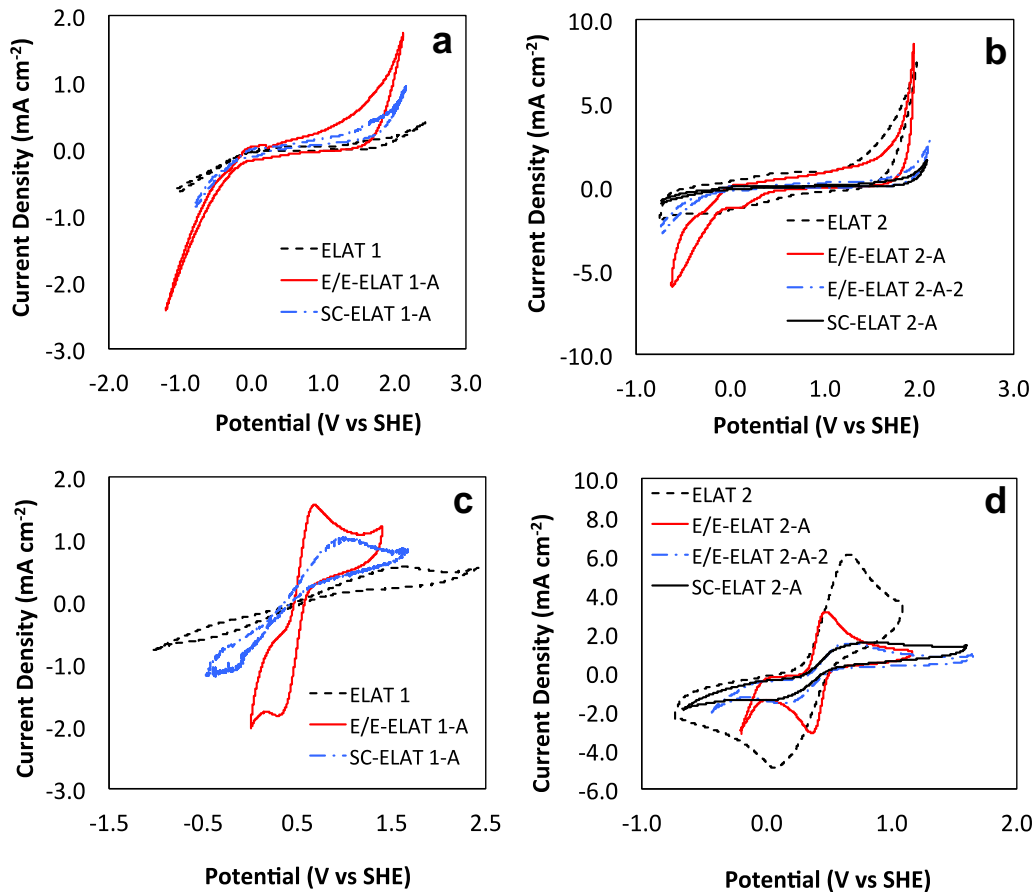 a
2.0
1.0
0.0
-1.0
-2.0
-3.0
Current Density (mA cm-2)
ELAT 1
E/E-ELAT 1-A
SC-ELAT 1-A
-2.0 -1.0 0.0 1.0 2.0 3.0
Potential (V vs SHE)
b
10.0
5.0
0.0
-5.0
-10.0
Current Density (mA cm-2)
ELAT 2
E/E-ELAT 2-A
E/E-ELAT 2-A-2
SC-ELAT 2-A
-1.0 0.0 1.0 2.0 3.0
Potential (V vs SHE)
c
2.0
1.0
0.0
-1.0
-2.0
-3.0
Current Density (mA cm-2)
ELAT 1
E/E-ELAT 1-A
SC-ELAT 1-A
-1.5 -0.5 0.5 1.5 2.5
Potential (V vs SHE)
d
10.0
8.0
6.0
4.0
2.0
0.0
-2.0
-4.0
-6.0
Current Density (mA cm-2)
ELAT 2
E/E-ELAT 2-A
E/E-ELAT 2-A-2
SC-ELAT 2-A
-1.0 0.0 1.0 2.0
Potential (V vs SHE)